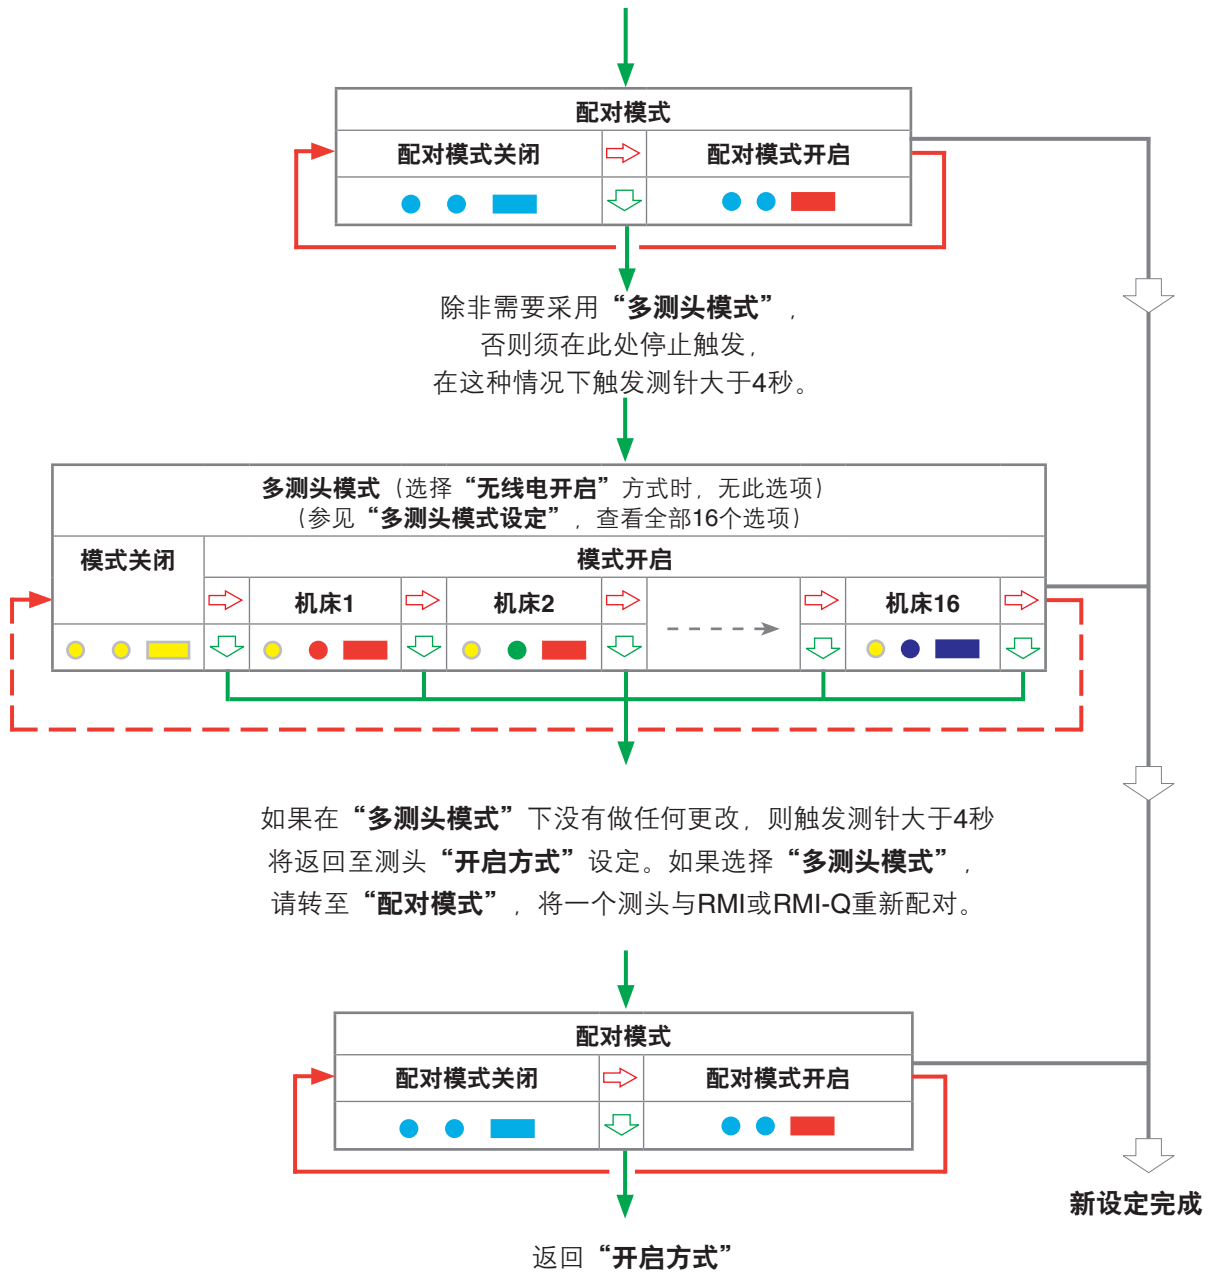 配对模式
配对模式关闭
配对模式开启
除非需要采用“多测头模式”，
否则须在此处停止触发，
在这种情况下触发测针大于4秒。
多测头模式（选择“无线电开启”方式时，无此选项）
（参见“多测头模式设定”，查看全部16个选项）
模式关闭
模式开启
机床1
机床2
机床16
如果在“多测头模式”下没有做任何更改，则触发测针大于4秒
将返回至测头“开启方式”设定。如果选择“多测头模式”，
请转至“配对模式”，将一个测头与RMI或RMI-Q重新配对。
配对模式
配对模式关闭
配对模式开启
新设定完成
返回“开启方式”